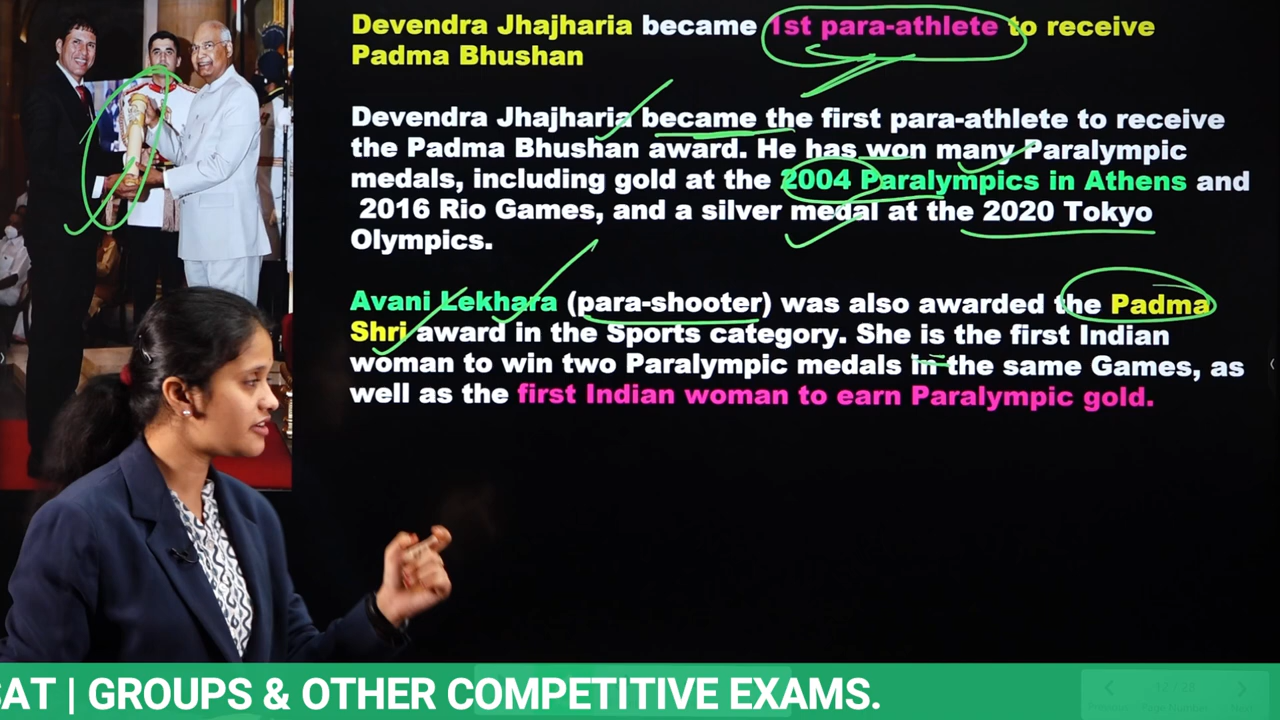 Devendra Jhajharia became 1st para-athlete to receive
Padma Bhushan
Devendra Jhajharia became the first para-athlete to receive
the Padma Bhushan award. He has won many Paralympic
medals, including gold at the 2004 Paralympics in Athens and
2016 Rio Games, and a silver medal at the 2020 Tokyo
Olympics.
Avani Lekhara (para-shooter) was also awarded the Padma
Shri award in the Sports category. She is the first Indian
woman to win two Paralympic medals in the same Games, as
well as the first Indian woman to earn Paralympic gold.
SAT | GROUPS & OTHER COMPETITIVE EXAMS.